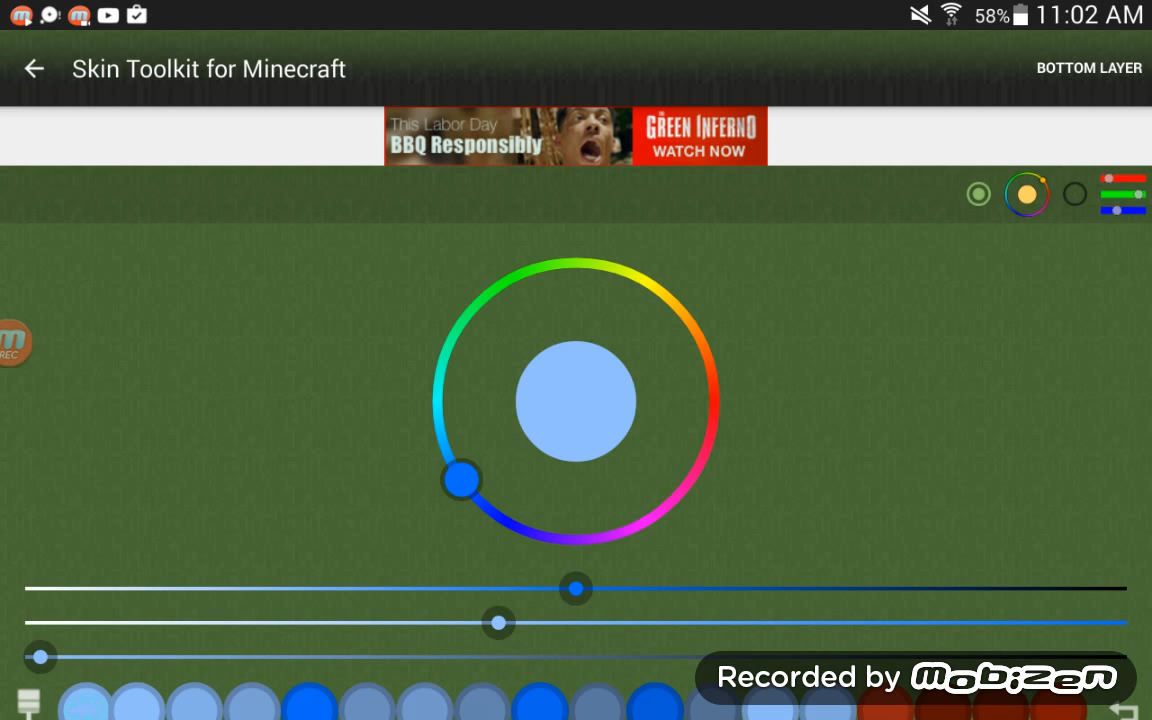 58% 11:02 AM
Skin Toolkit for Minecraft
BOTTOM LAYER
This Labor Day
BBQ Responsibly
THE
GREEN INFERNO
WATCH NOW
m
REC
Recorded by mobizen